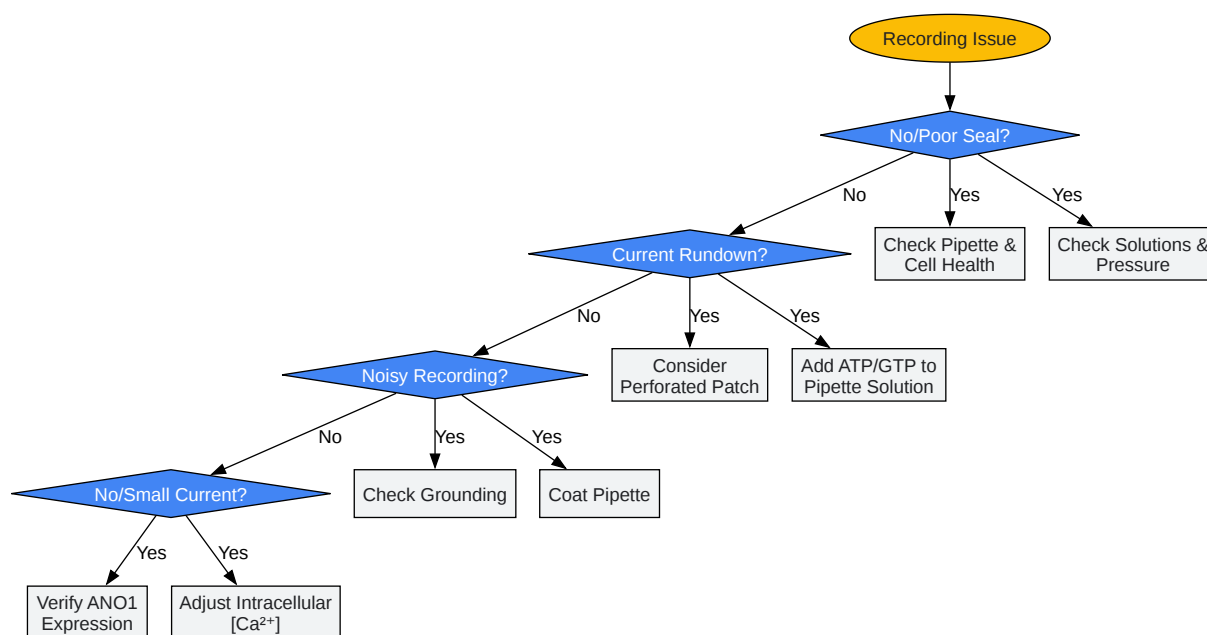 Recording Issue
No/Poor Seal?
No
Yes
Yes
Current Rundown?
Check Pipette &
Cell Health
Check Solutions &
Pressure
No
Yes
Yes
Noisy Recording?
Consider
Perforated Patch
Add ATP/GTP to
Pipette Solution
No
Yes
Yes
No/Small Current?
Check Grounding
Coat Pipette
Yes
Yes
Verify ANO1
Expression
Adjust Intracellular
[Ca²⁺]